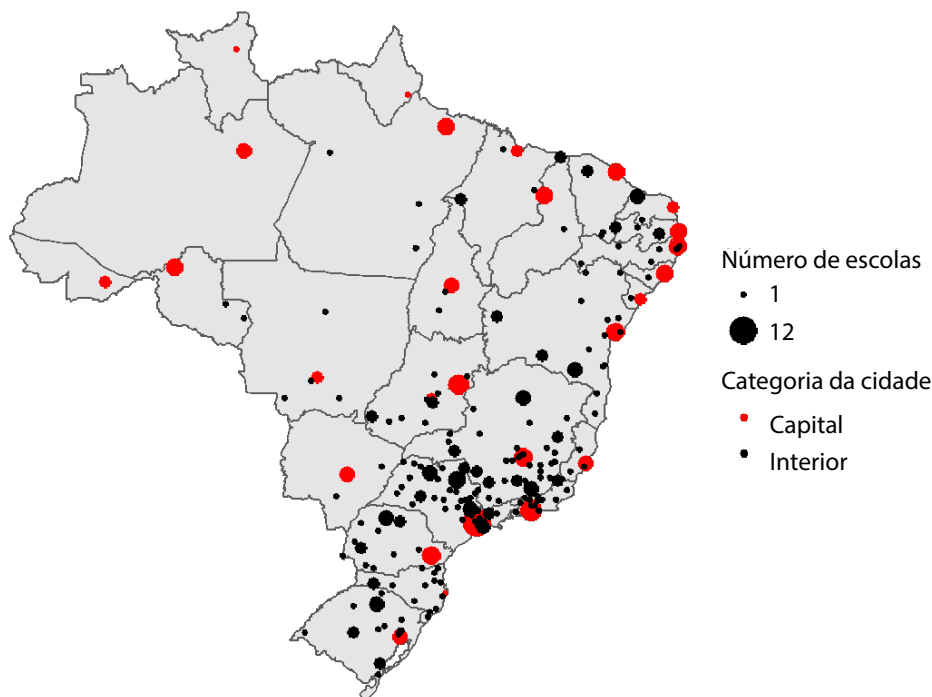 Número de escolas
1
12
Categoria da cidade
Capital
Interior